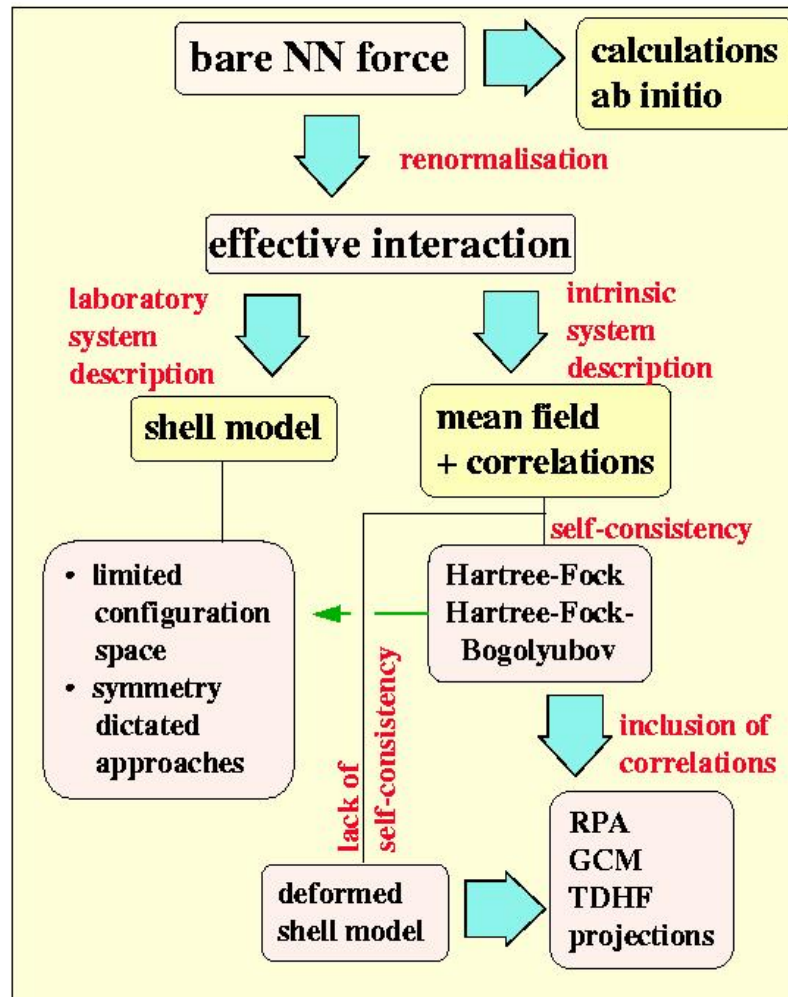 bare NN force
calculations
ab initio
renormalisation
effective interaction
laboratory
system
description
intrinsic
system
description
shell model
mean field
+ correlations
self-consistency
• limited
configuration
space
• symmetry
dictated
approaches
Hartree-Fock
Hartree-Fock-
Bogolyubov
lack of
self-consistency
inclusion of
correlations
deformed
shell model
RPA
GCM
TDHF
projections